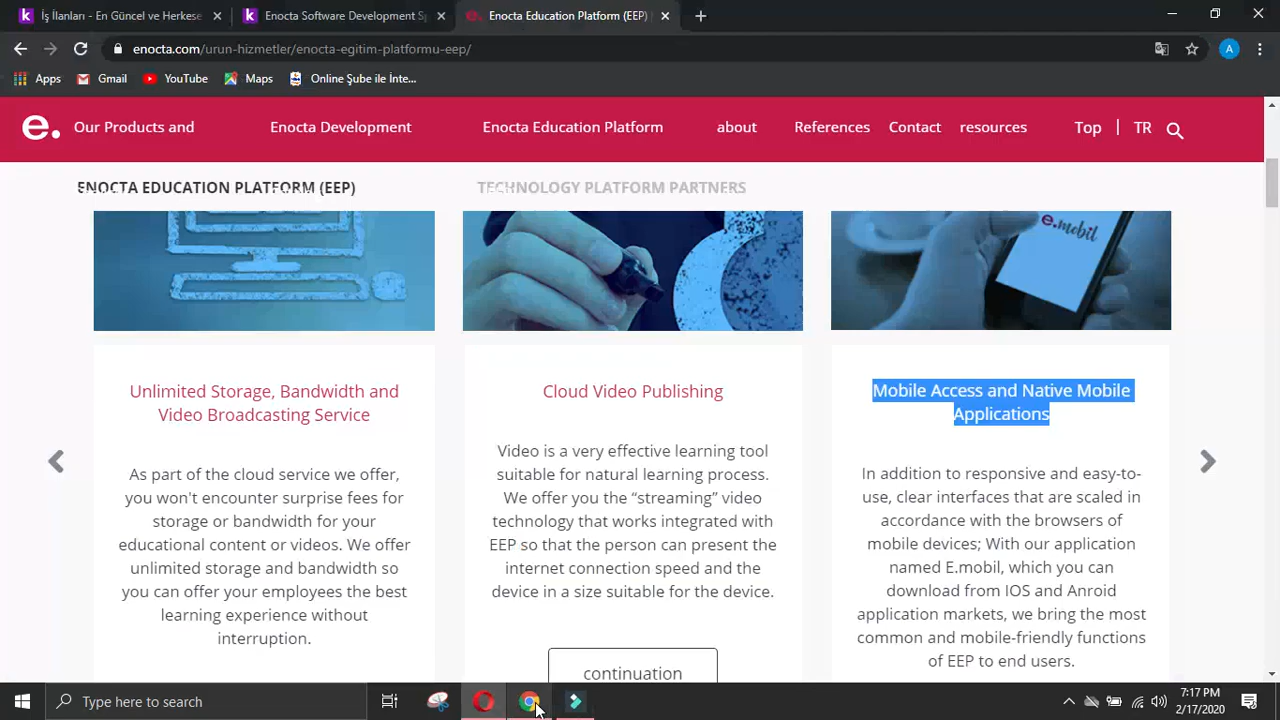 İş İlanları - En Güncel ve Eleman
Enocta Software Development Sp
Enocta Education Platform (EEP)
enocta.com/urun-hizmetler/enocta-egitim-platformu-eep/
A
Apps
Gmail
YouTube
Maps
Online Şube ile İnte...
e.
Our Products and
Enocta Development
Enocta Education Platform
about
References
Contact
resources
Top
TR
ENOCTA EDUCATION PLATFORM (EEP)
TECHNOLOGY PLATFORM PARTNERS
e.mobil
Unlimited Storage, Bandwidth and
Video Broadcasting Service
As part of the cloud service we offer,
you won't encounter surprise fees for
storage or bandwidth for your
educational content or videos. We offer
unlimited storage and bandwidth so
you can offer your employees the best
learning experience without
interruption.
Cloud Video Publishing
Video is a very effective learning tool
suitable for natural learning process.
We offer you the “streaming” video
technology that works integrated with
EEP so that the person can present the
internet connection speed and the
device in a size suitable for the device.
continuation
Mobile Access and Native Mobile
Applications
In addition to responsive and easy-to-
use, clear interfaces that are scaled in
accordance with the browsers of
mobile devices; With our application
named E.mobil, which you can
download from IOS and Anroid
application markets, we bring the most
common and mobile-friendly functions
of EEP to end users.
Type here to search
7:17 PM
2/17/2020